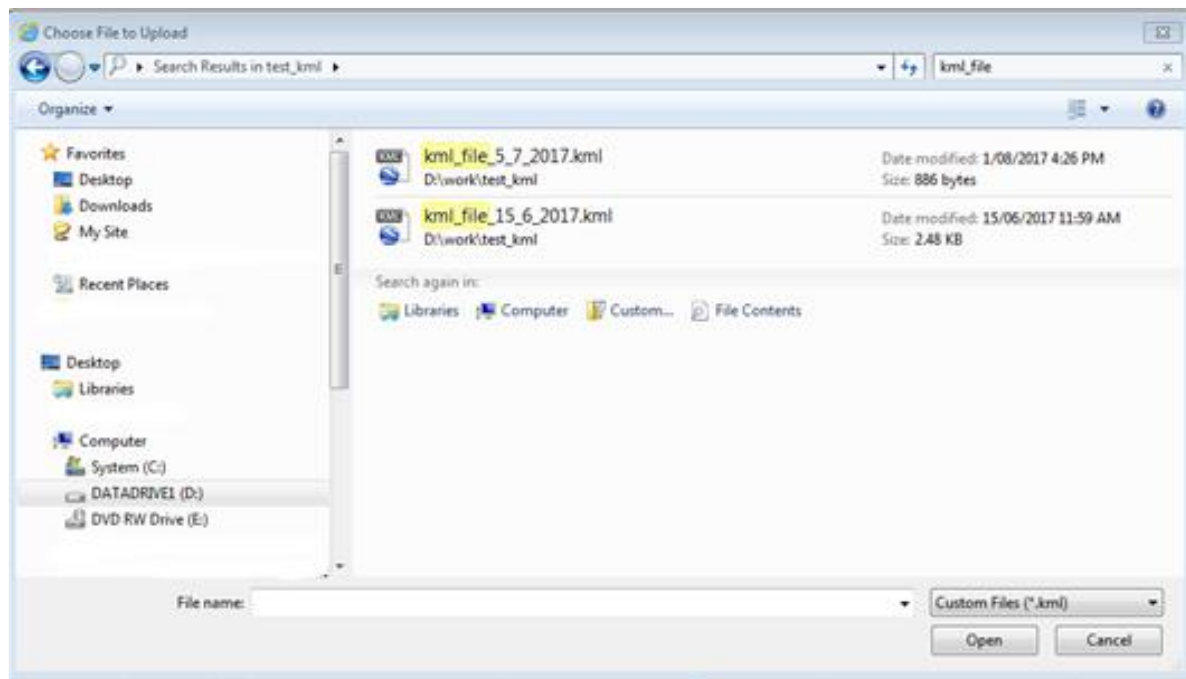 Choose File to Upload
Search Results in test_kml
kml_file
Organize
Favorites
Desktop
Downloads
My Site
Recent Places
Desktop
Libraries
Computer
System (C:)
DATADRIVE1 (D:)
DVD RW Drive (E:)
KML kml_file_5_7_2017.kml Date modified: 1/08/2017 4:26 PM
D:\work\test_kml Size: 886 bytes
KML kml_file_15_6_2017.kml Date modified: 15/06/2017 11:59 AM
D:\work\test_kml Size: 2.48 KB
Search again in:
Libraries Computer Custom... File Contents
File name: Custom Files (*.kml)
Open Cancel